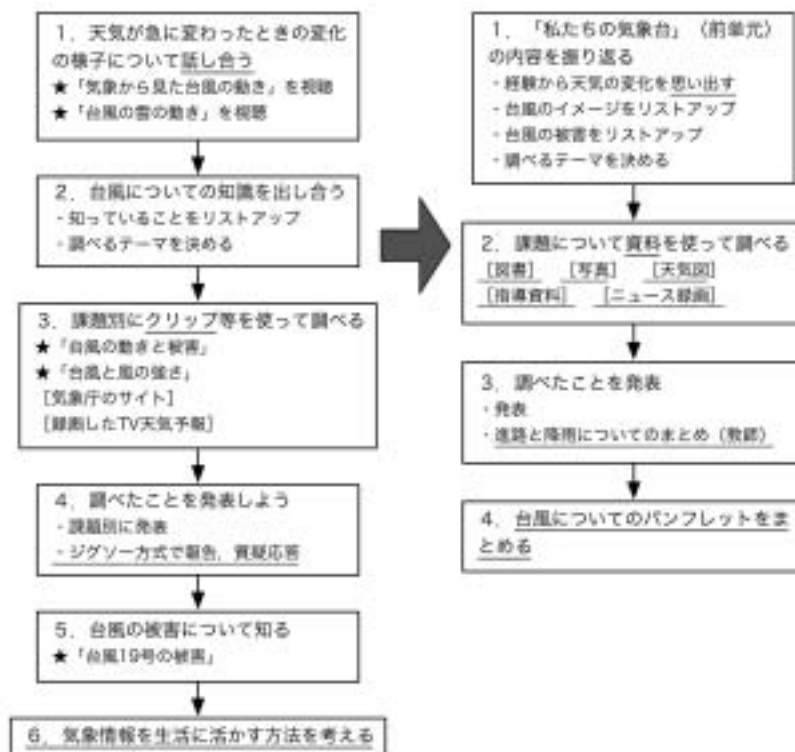 1．天気が急に変わったときの変化
の様子について話し合う
★「気象から見た台風の動き」を視聴
★「台風の雲の動き」を視聴
2．台風についての知識を出し合う
・知っていることをリストアップ
・調べるテーマを決める
3．課題別にクリップ等を使って調べる
★「台風の動きと被害」
★「台風と風の強さ」
［気象庁のサイト］
［録画したTV天気予報］
4．調べたことを発表しよう
・課題別に発表
・ジグソー方式で報告，質疑応答
5．台風の被害について知る
★「台風19号の被害」
6．気象情報を生活に活かす方法を考える
1．「私たちの気象台」（前単元）
の内容を振り返る
・経験から天気の変化を思い出す
・台風のイメージをリストアップ
・台風の被害をリストアップ
・調べるテーマを決める
2．課題について資料を使って調べる
［図書］ ［写真］ ［天気図］
［指導資料］ ［ニュース録画］
3．調べたことを発表
・発表
・進路と降雨についてのまとめ（教師）
4．台風についてのパンフレットをま
とめる